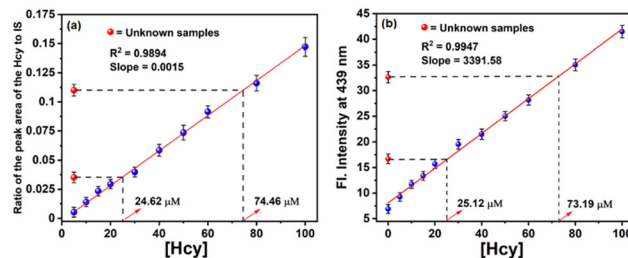 (a)
= Unknown samples
R² = 0.9894
Slope = 0.0015
Ratio of the peak area of the Hcy to IS
0.175
0.15
0.125
0.1
0.075
0.05
0.025
0
24.62 µM
74.46 µM
0 20 40 60 80 100
[Hcy]
(b)
= Unknown samples
R² = 0.9947
Slope = 3391.58
Fl. Intensity at 439 nm
45
40
35
30
25
20
15
10
5
25.12 µM
73.19 µM
0 20 40 60 80 100
[Hcy]